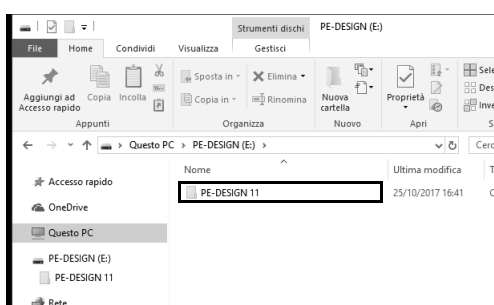 Strumenti dischi PE-DESIGN (E:)
File Home Condividi Visualizza Gestisci
Aggiungi ad Accesso rapido
Copia
Incolla
Sposta in
Copia in
Elimina
Rinomina
Nuova cartella
Proprietà
Appunti Organizza Nuovo Apri
Questo PC > PE-DESIGN (E:) >
Nome Ultima modifica
Accesso rapido
PE-DESIGN 11 25/10/2017 16:41
OneDrive
Questo PC
PE-DESIGN (E:)
PE-DESIGN 11
Rete